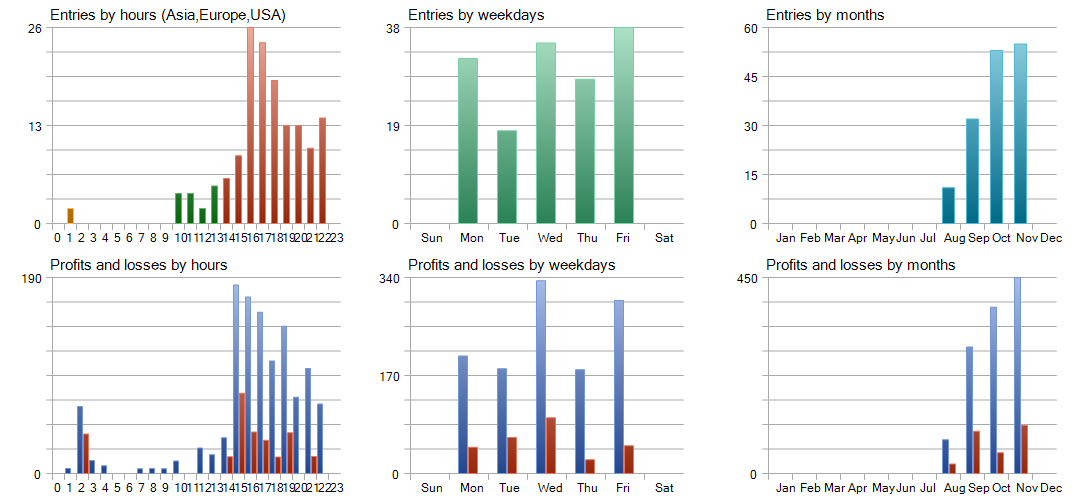 Entries by hours (Asia,Europe,USA)
26
13
0
0 1 2 3 4 5 6 7 8 9 10 11 12 13 14 15 16 17 18 19 20 21 22 23
Entries by weekdays
38
19
0
Sun Mon Tue Wed Thu Fri Sat
Entries by months
60
45
30
15
0
Jan Feb Mar Apr May Jun Jul Aug Sep Oct Nov Dec
Profits and losses by hours
190
0
0 1 2 3 4 5 6 7 8 9 10 11 12 13 14 15 16 17 18 19 20 21 22 23
Profits and losses by weekdays
340
170
0
Sun Mon Tue Wed Thu Fri Sat
Profits and losses by months
450
0
Jan Feb Mar Apr May Jun Jul Aug Sep Oct Nov Dec